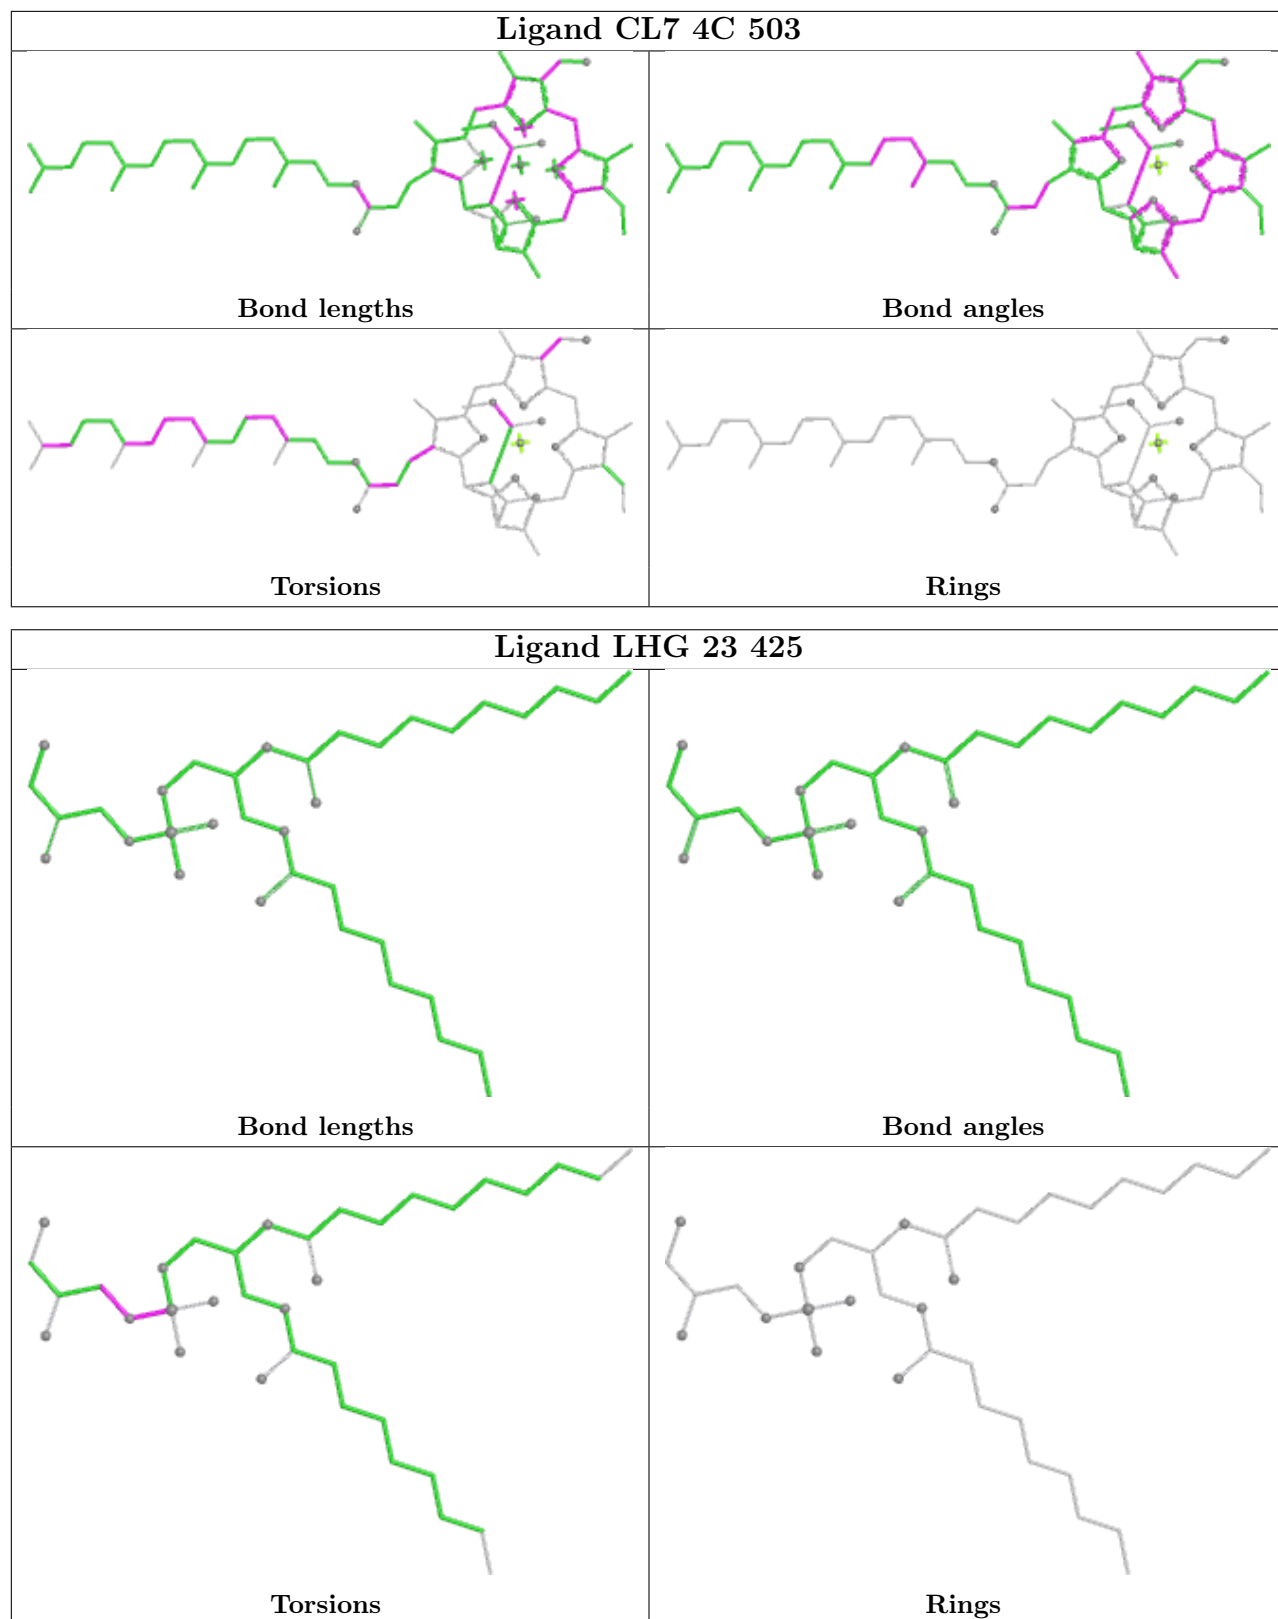 Ligand CL7 4C 503
Bond lengths
Bond angles
Torsions
Rings
Ligand LHG 23 425
Bond lengths
Bond angles
Torsions
Rings